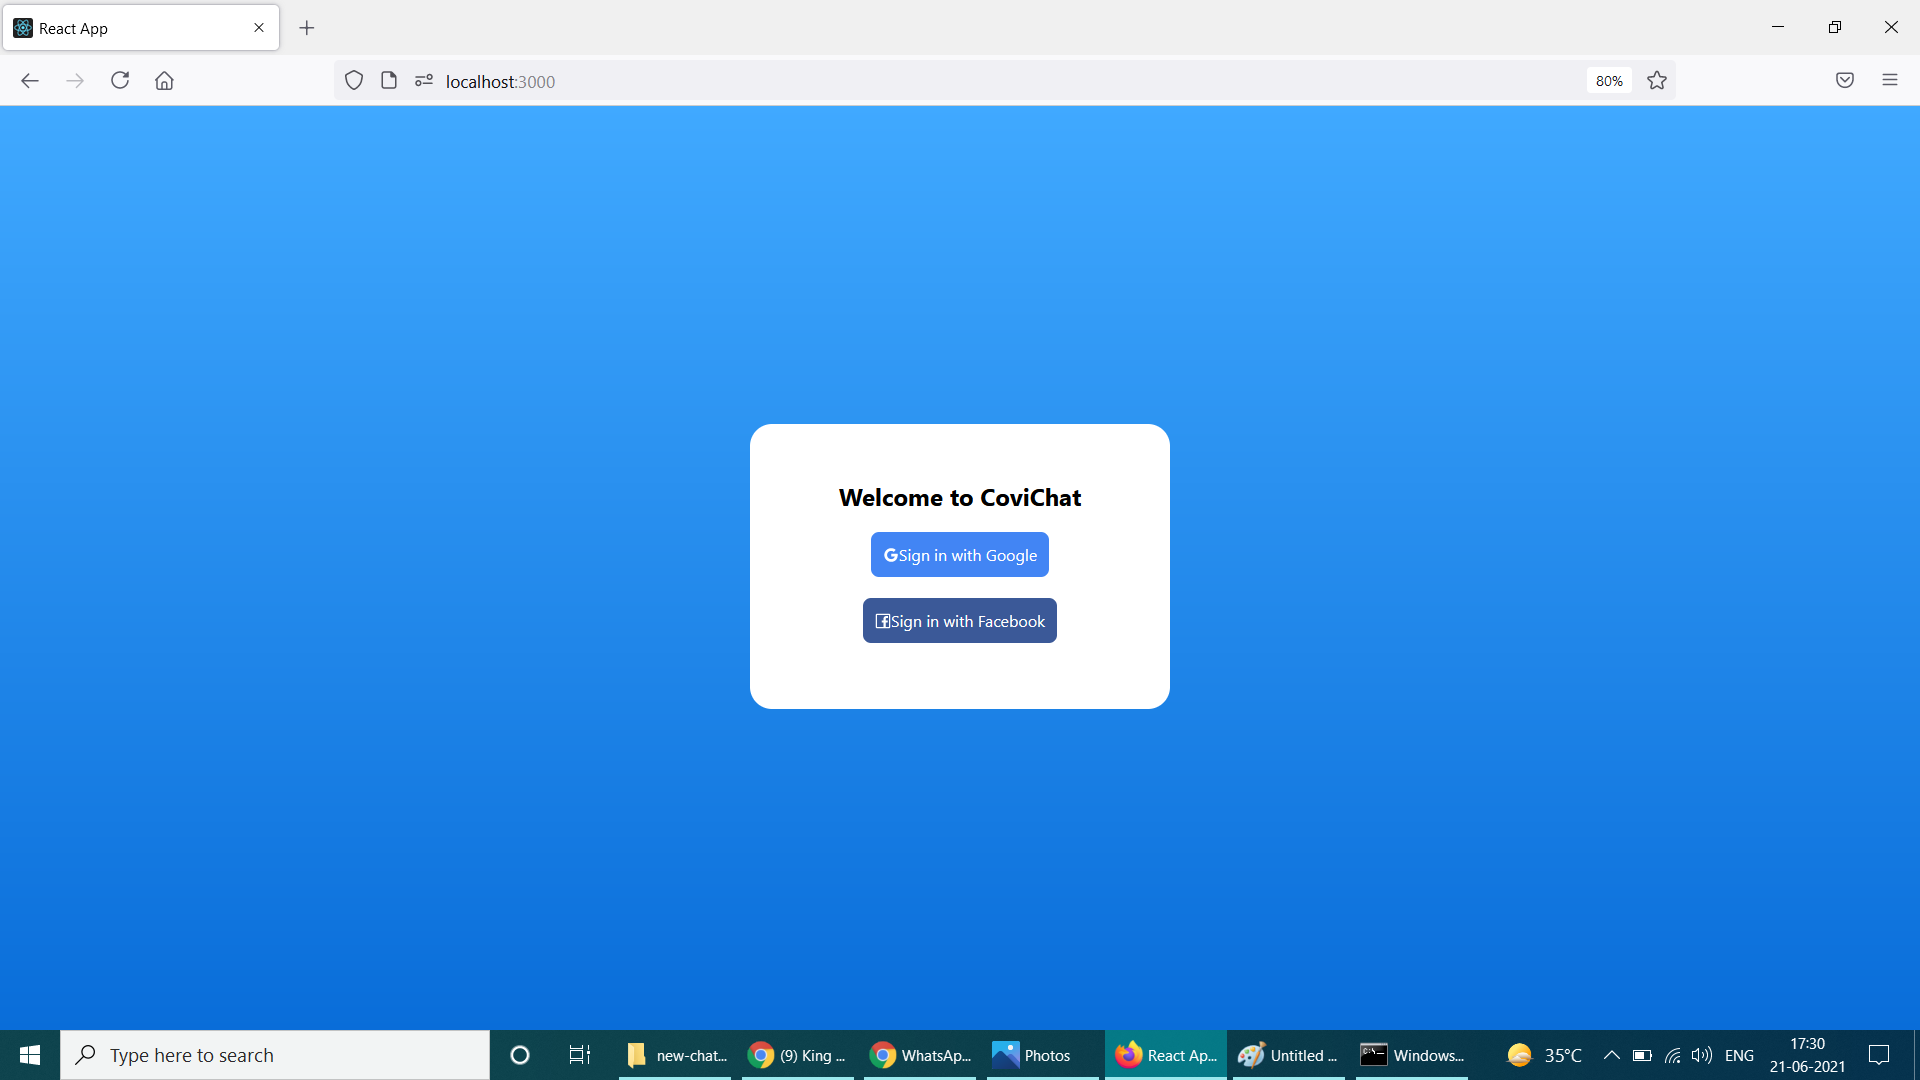 React App
localhost:3000
80%
Welcome to CoviChat
Sign in with Google
Sign in with Facebook
Type here to search
new-chat...
(9) King ...
WhatsAp...
Photos
React Ap...
Untitled ...
Windows...
35°C
ENG
17:30
21-06-2021